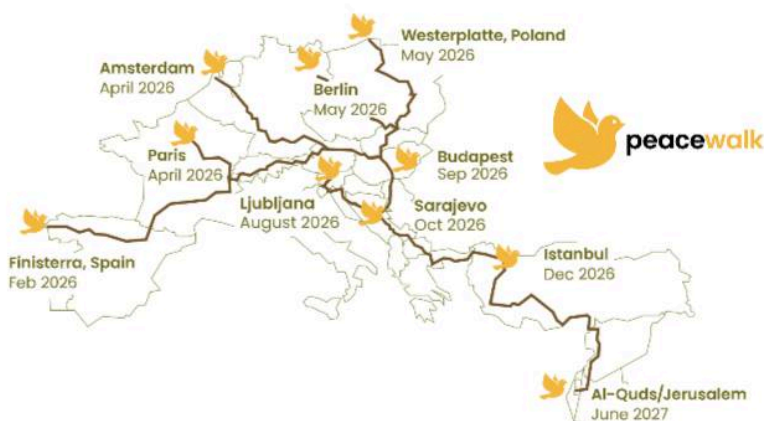 Westerplatte, Poland
May 2026
Amsterdam
April 2026
Berlin
May 2026
peacewalk
Paris
April 2026
Budapest
Sep 2026
Ljubljana
August 2026
Sarajevo
Oct 2026
Finisterra, Spain
Feb 2026
Istanbul
Dec 2026
Al-Quds/Jerusalem
June 2027